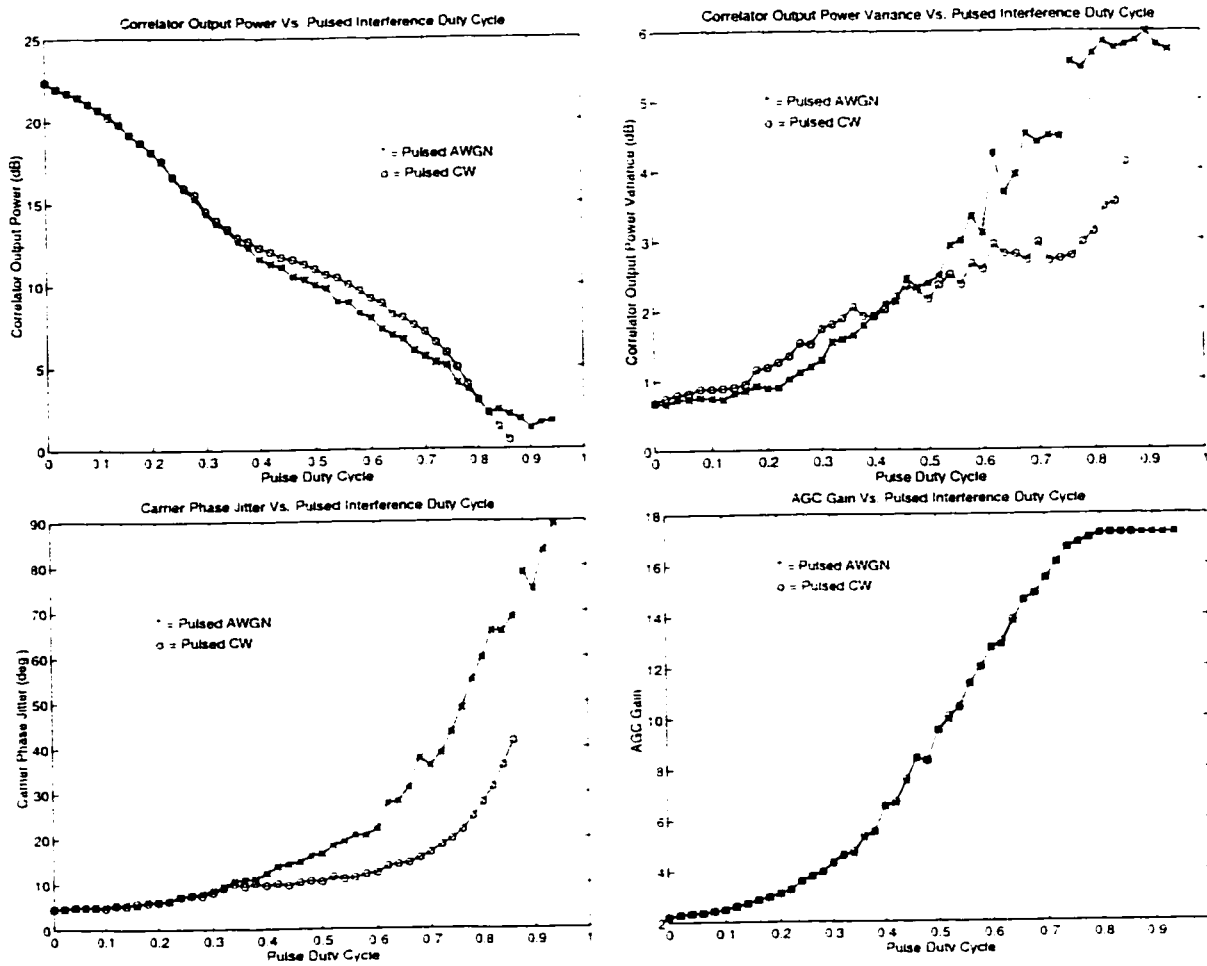 Correlator Output Power Vs. Pulsed Interference Duty Cycle
25
20
15
10
5
0
Correlator Output Power (dB)
* = Pulsed AWGN
o = Pulsed CW
0 0.1 0.2 0.3 0.4 0.5 0.6 0.7 0.8 0.9 1
Pulse Duty Cycle
Correlator Output Power Variance Vs. Pulsed Interference Duty Cycle
6
5
4
3
2
1
0
Correlator Output Power Variance (dB)
* = Pulsed AWGN
o = Pulsed CW
0 0.1 0.2 0.3 0.4 0.5 0.6 0.7 0.8 0.9 1
Pulse Duty Cycle
Carrier Phase Jitter Vs. Pulsed Interference Duty Cycle
90
80
70
60
50
40
30
20
10
0
Carrier Phase Jitter (deg)
* = Pulsed AWGN
o = Pulsed CW
0 0.1 0.2 0.3 0.4 0.5 0.6 0.7 0.8 0.9 1
Pulse Duty Cycle
AGC Gain Vs. Pulsed Interference Duty Cycle
18
16
14
12
10
8
6
4
2
AGC Gain
* = Pulsed AWGN
o = Pulsed CW
0 0.1 0.2 0.3 0.4 0.5 0.6 0.7 0.8 0.9 1
Pulse Duty Cycle